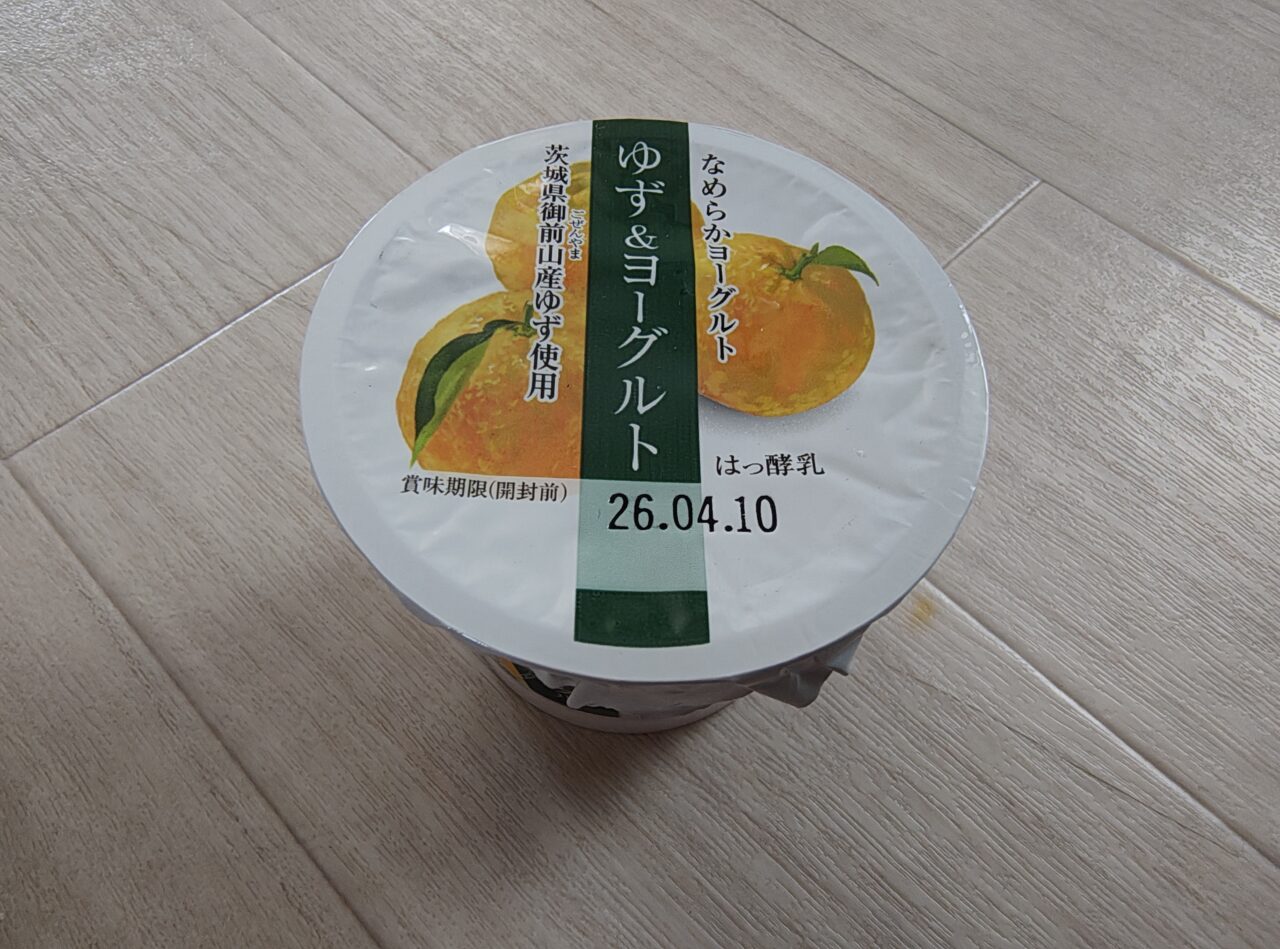 なめらかヨーグルト
ゆず&ヨーグルト
茨城県御前山産ゆず使用
ごぜんやま
はっ酵乳
賞味期限(開封前)
26.04.10